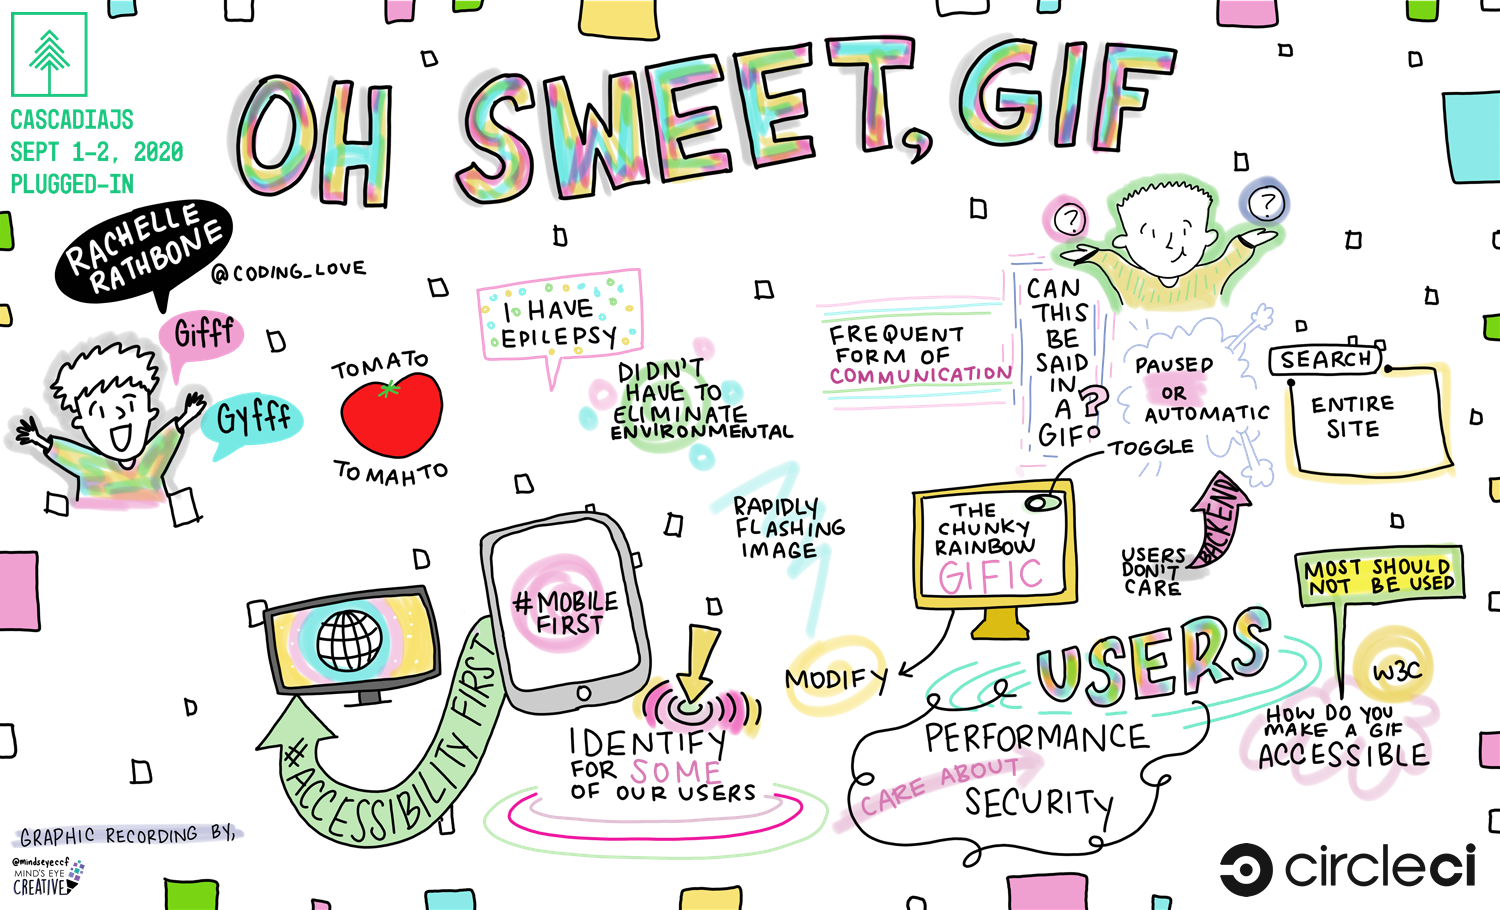 OH SWEET, GIF
CASCADIAJS
SEPT 1-2, 2020
PLUGGED-IN
RACHELLE
RATHBONE
@CODING_LOVE
Gifff
Gyfff
TOMATO
TOMAHTO
I HAVE
EPILEPSY
DIDN'T
HAVE TO
ELIMINATE
ENVIRONMENTAL
RAPIDLY
FLASHING
IMAGE
FREQUENT
FORM OF
COMMUNICATION
?
?
CAN
THIS
BE
SAID
IN
A
GIF?
PAUSED
OR
AUTOMATIC
TOGGLE
SEARCH
ENTIRE
SITE
THE
CHUNKY
RAINBOW
GIFIC
MODIFY
BACKEND
USERS
DON'T
CARE
MOST SHOULD
NOT BE USED
W3C
HOW DO YOU
MAKE A GIF
ACCESSIBLE
#MOBILE
FIRST
#ACCESSIBILITY FIRST
IDENTIFY
FOR SOME
OF OUR USERS
USERS
CARE ABOUT
PERFORMANCE
SECURITY
GRAPHIC RECORDING BY,
@mindseyeccf
MIND'S EYE
CREATIVE
circleci